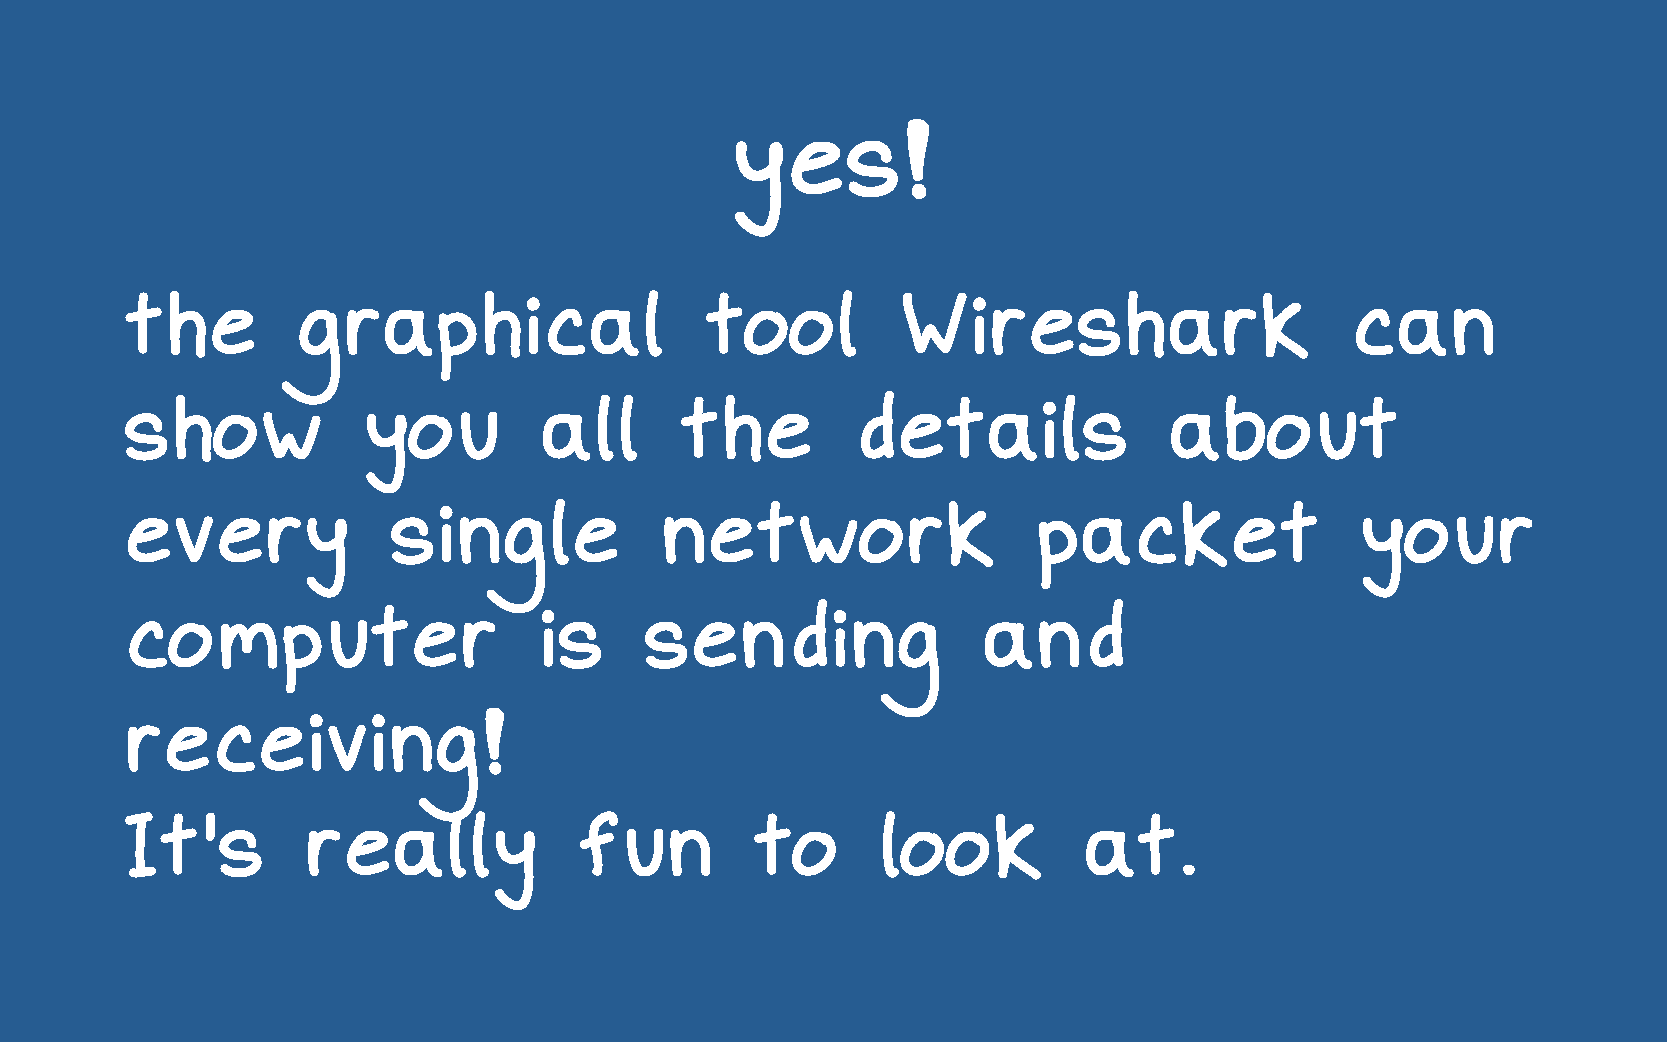 yes!
the graphical tool Wireshark can
show you all the details about
every single network packet your
computer is sending and
receiving!
It's really fun to look at.